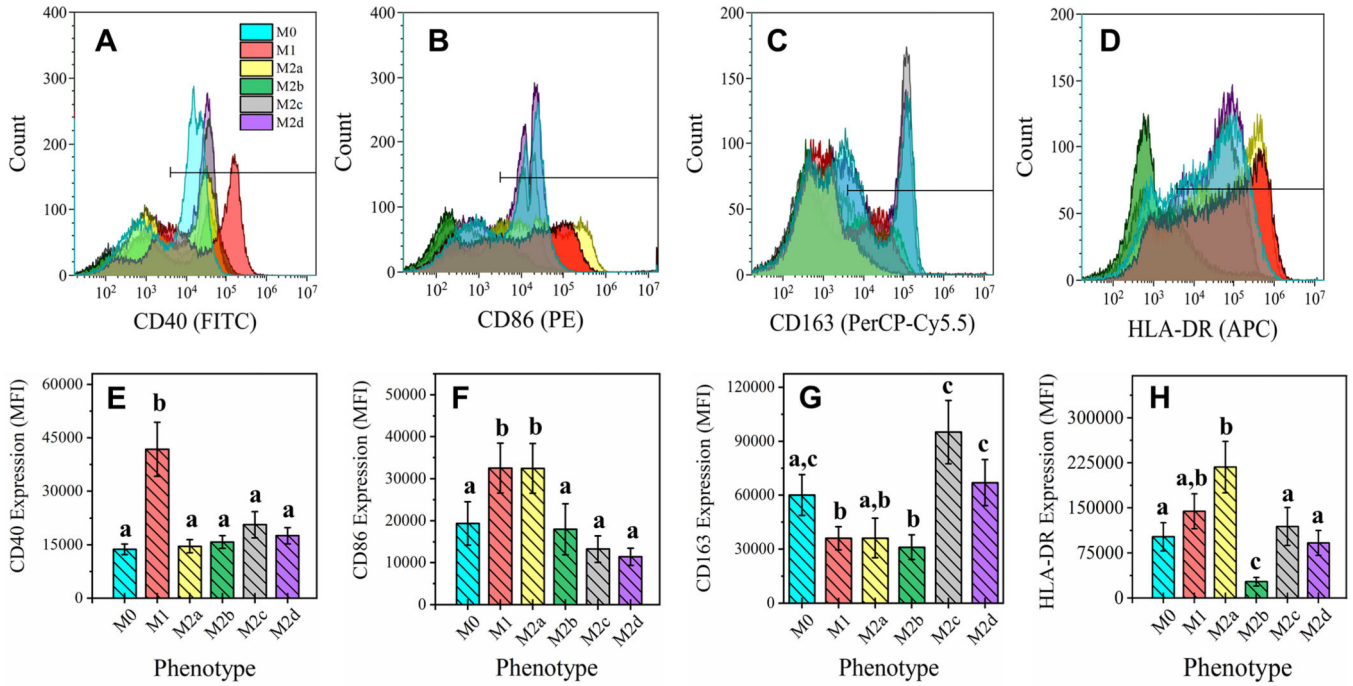 A
M0
M1
M2a
M2b
M2c
M2d
400
300
200
100
0
Count
10² 10³ 10⁴ 10⁵ 10⁶ 10⁷
CD40 (FITC)
B
400
300
200
100
0
Count
10² 10³ 10⁴ 10⁵ 10⁶ 10⁷
CD86 (PE)
C
200
150
100
50
0
Count
10² 10³ 10⁴ 10⁵ 10⁶ 10⁷
CD163 (PerCP-Cy5.5)
D
200
150
100
50
0
Count
10² 10³ 10⁴ 10⁵ 10⁶ 10⁷
HLA-DR (APC)
E
CD40 Expression (MFI)
60000
45000
30000
15000
0
a b a a a a
M0 M1 M2a M2b M2c M2d
Phenotype
F
CD86 Expression (MFI)
50000
40000
30000
20000
10000
0
a b b a a a
M0 M1 M2a M2b M2c M2d
Phenotype
G
CD163 Expression (MFI)
120000
90000
60000
30000
0
a,c b a,b b c c
M0 M1 M2a M2b M2c M2d
Phenotype
H
HLA-DR Expression (MFI)
300000
225000
150000
75000
0
a a,b b c a a
M0 M1 M2a M2b M2c M2d
Phenotype